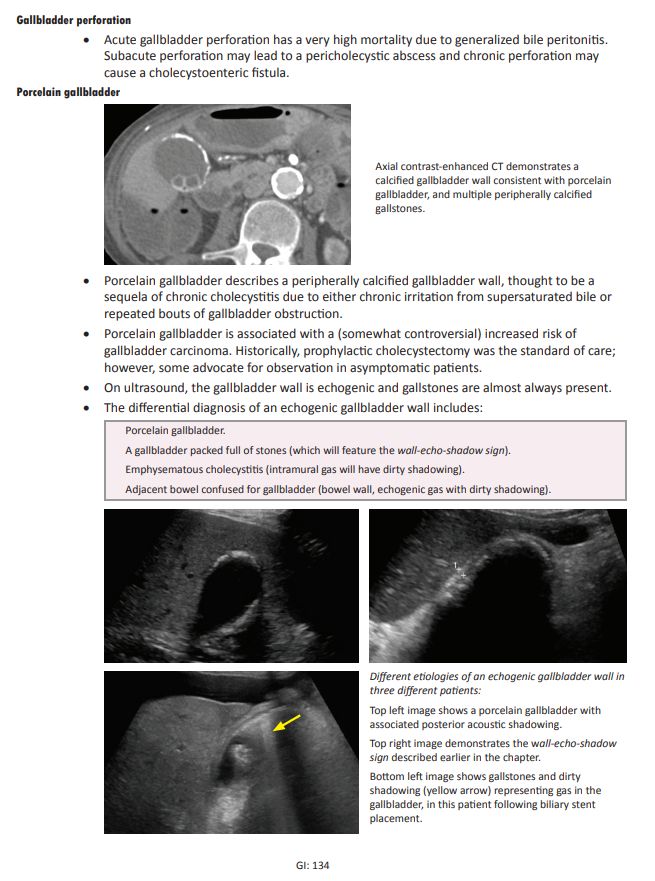 Gallbladder perforation
• Acute gallbladder perforation has a very high mortality due to generalized bile peritonitis.
Subacute perforation may lead to a pericholecystic abscess and chronic perforation may
cause a cholecystoenteric fistula.
Porcelain gallbladder
Axial contrast-enhanced CT demonstrates a
calcified gallbladder wall consistent with porcelain
gallbladder, and multiple peripherally calcified
gallstones.
• Porcelain gallbladder describes a peripherally calcified gallbladder wall, thought to be a
sequela of chronic cholecystitis due to either chronic irritation from supersaturated bile or
repeated bouts of gallbladder obstruction.
• Porcelain gallbladder is associated with a (somewhat controversial) increased risk of
gallbladder carcinoma. Historically, prophylactic cholecystectomy was the standard of care;
however, some advocate for observation in asymptomatic patients.
• On ultrasound, the gallbladder wall is echogenic and gallstones are almost always present.
• The differential diagnosis of an echogenic gallbladder wall includes:
Porcelain gallbladder.
A gallbladder packed full of stones (which will feature the wall-echo-shadow sign).
Emphysematous cholecystitis (intramural gas will have dirty shadowing).
Adjacent bowel confused for gallbladder (bowel wall, echogenic gas with dirty shadowing).
1
Different etiologies of an echogenic gallbladder wall in
three different patients:
Top left image shows a porcelain gallbladder with
associated posterior acoustic shadowing.
Top right image demonstrates the wall-echo-shadow
sign described earlier in the chapter.
Bottom left image shows gallstones and dirty
shadowing (yellow arrow) representing gas in the
gallbladder, in this patient following biliary stent
placement.
GI: 134